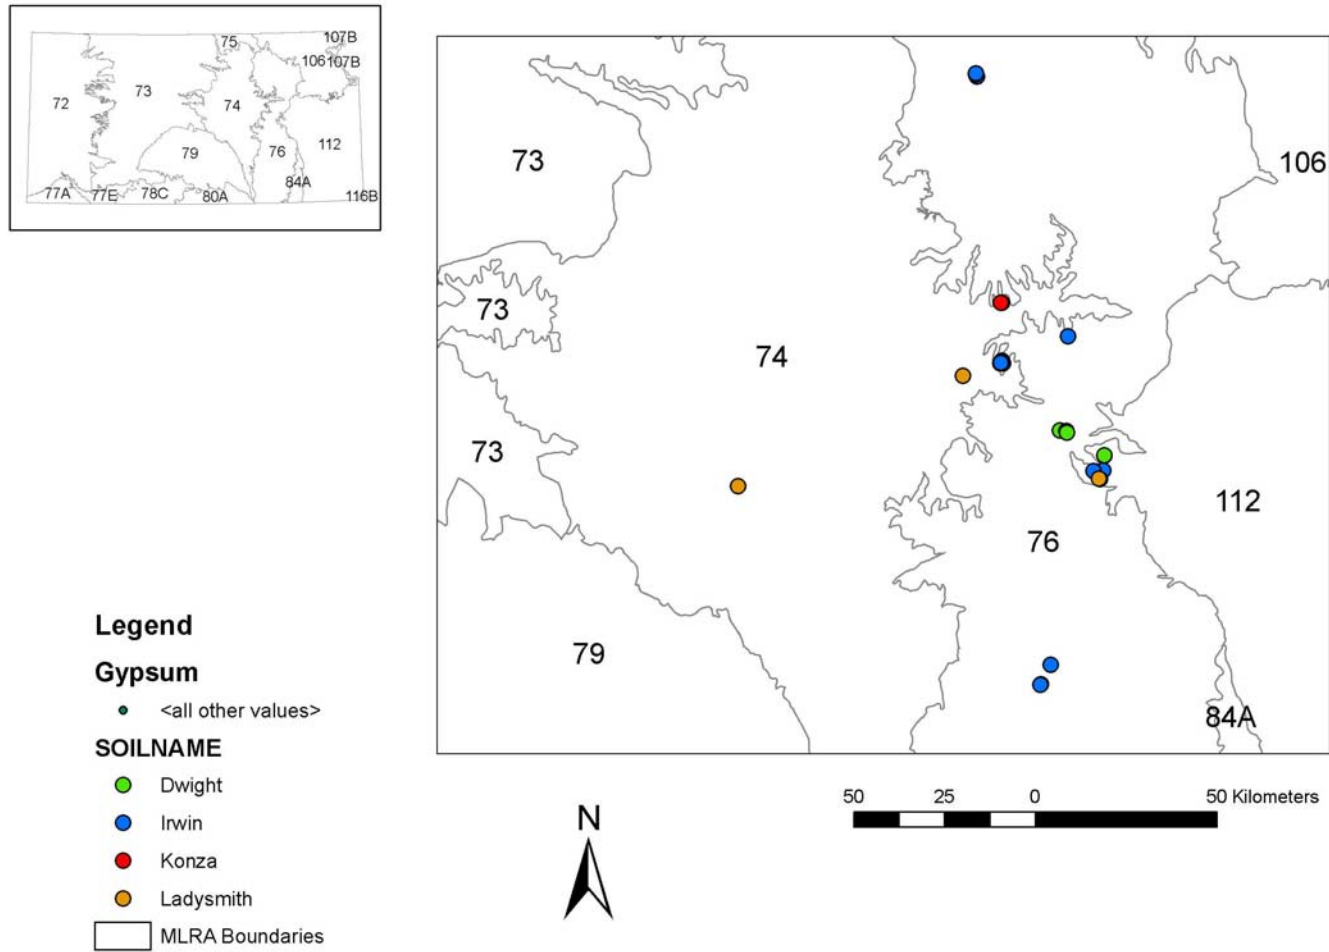 75
107B
106
107B
72
73
74
79
76
112
84A
77A
77E
78C
80A
116B
73
106
73
74
73
112
76
79
84A
Legend
Gypsum
<all other values>
SOILNAME
Dwight
Irwin
Konza
Ladysmith
MLRA Boundaries
N
50 25 0 50 Kilometers